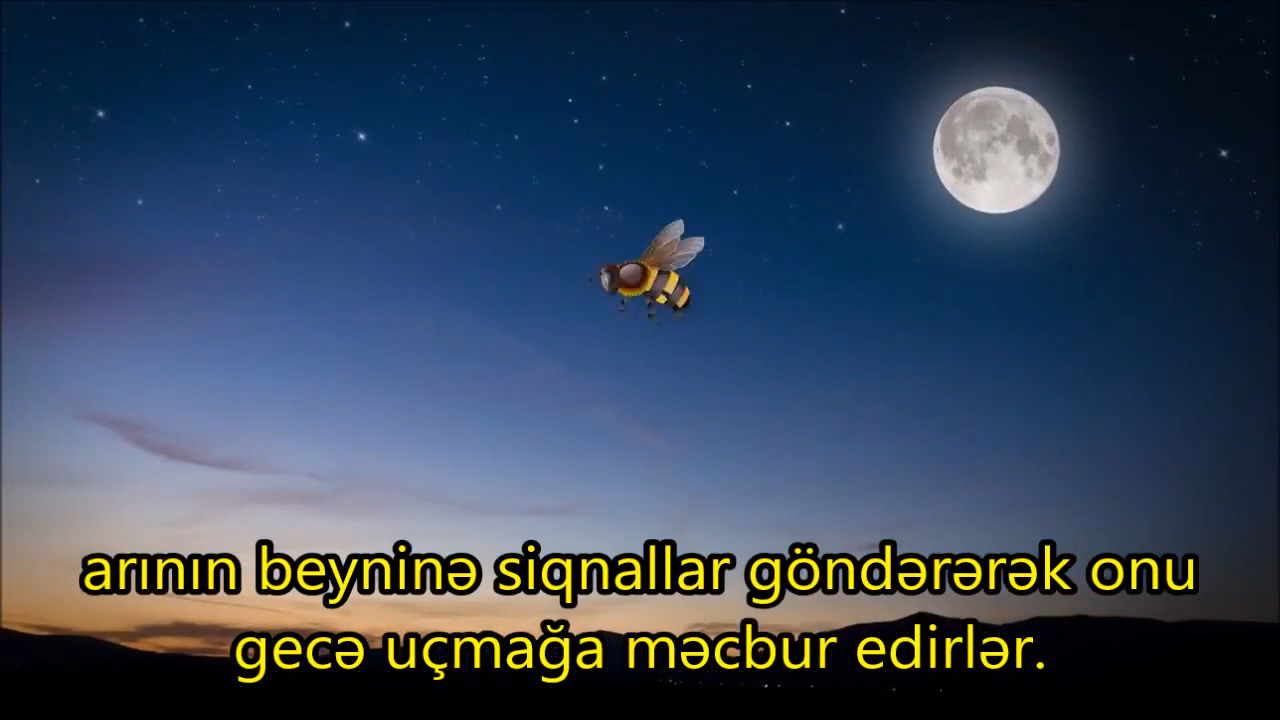 arının beyninə siqnallar göndərərək onu
gecə uçmağa məcbur edirlər.